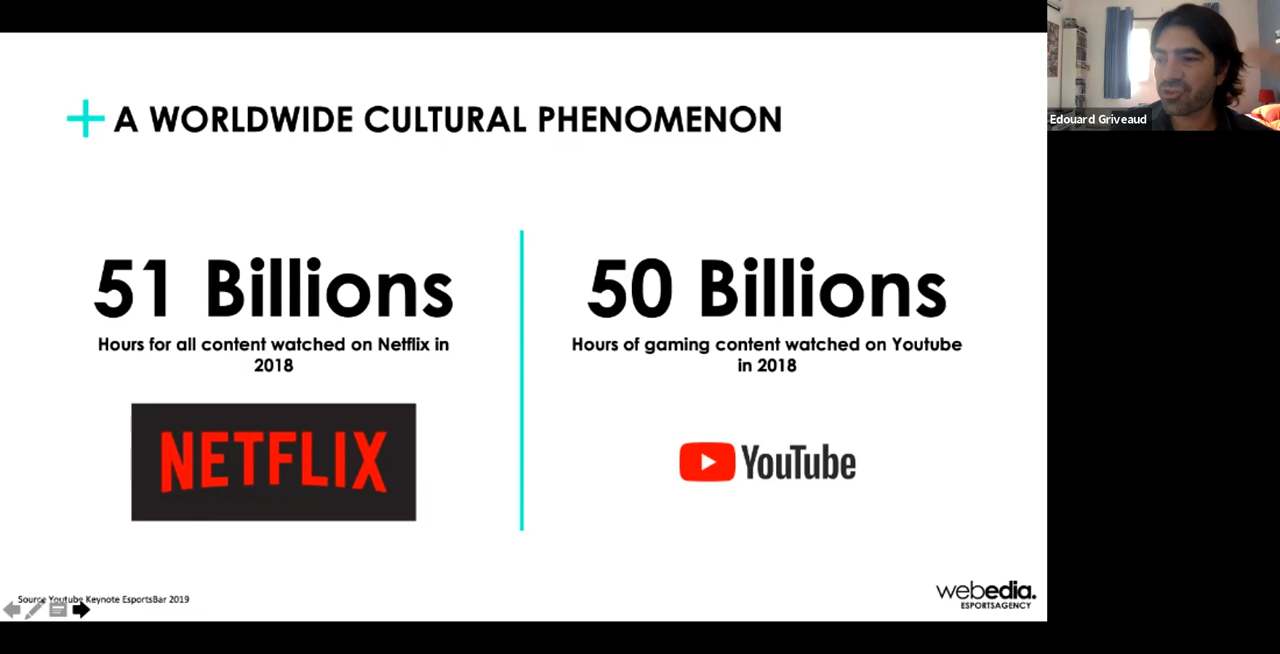 A WORLDWIDE CULTURAL PHENOMENON
51 Billions
Hours for all content watched on Netflix in
2018
NETFLIX
50 Billions
Hours of gaming content watched on Youtube
in 2018
YouTube
Source Youtube Keynote EsportsBar 2019
webedia.
ESPORTSAGENCY
Edouard Griveaud